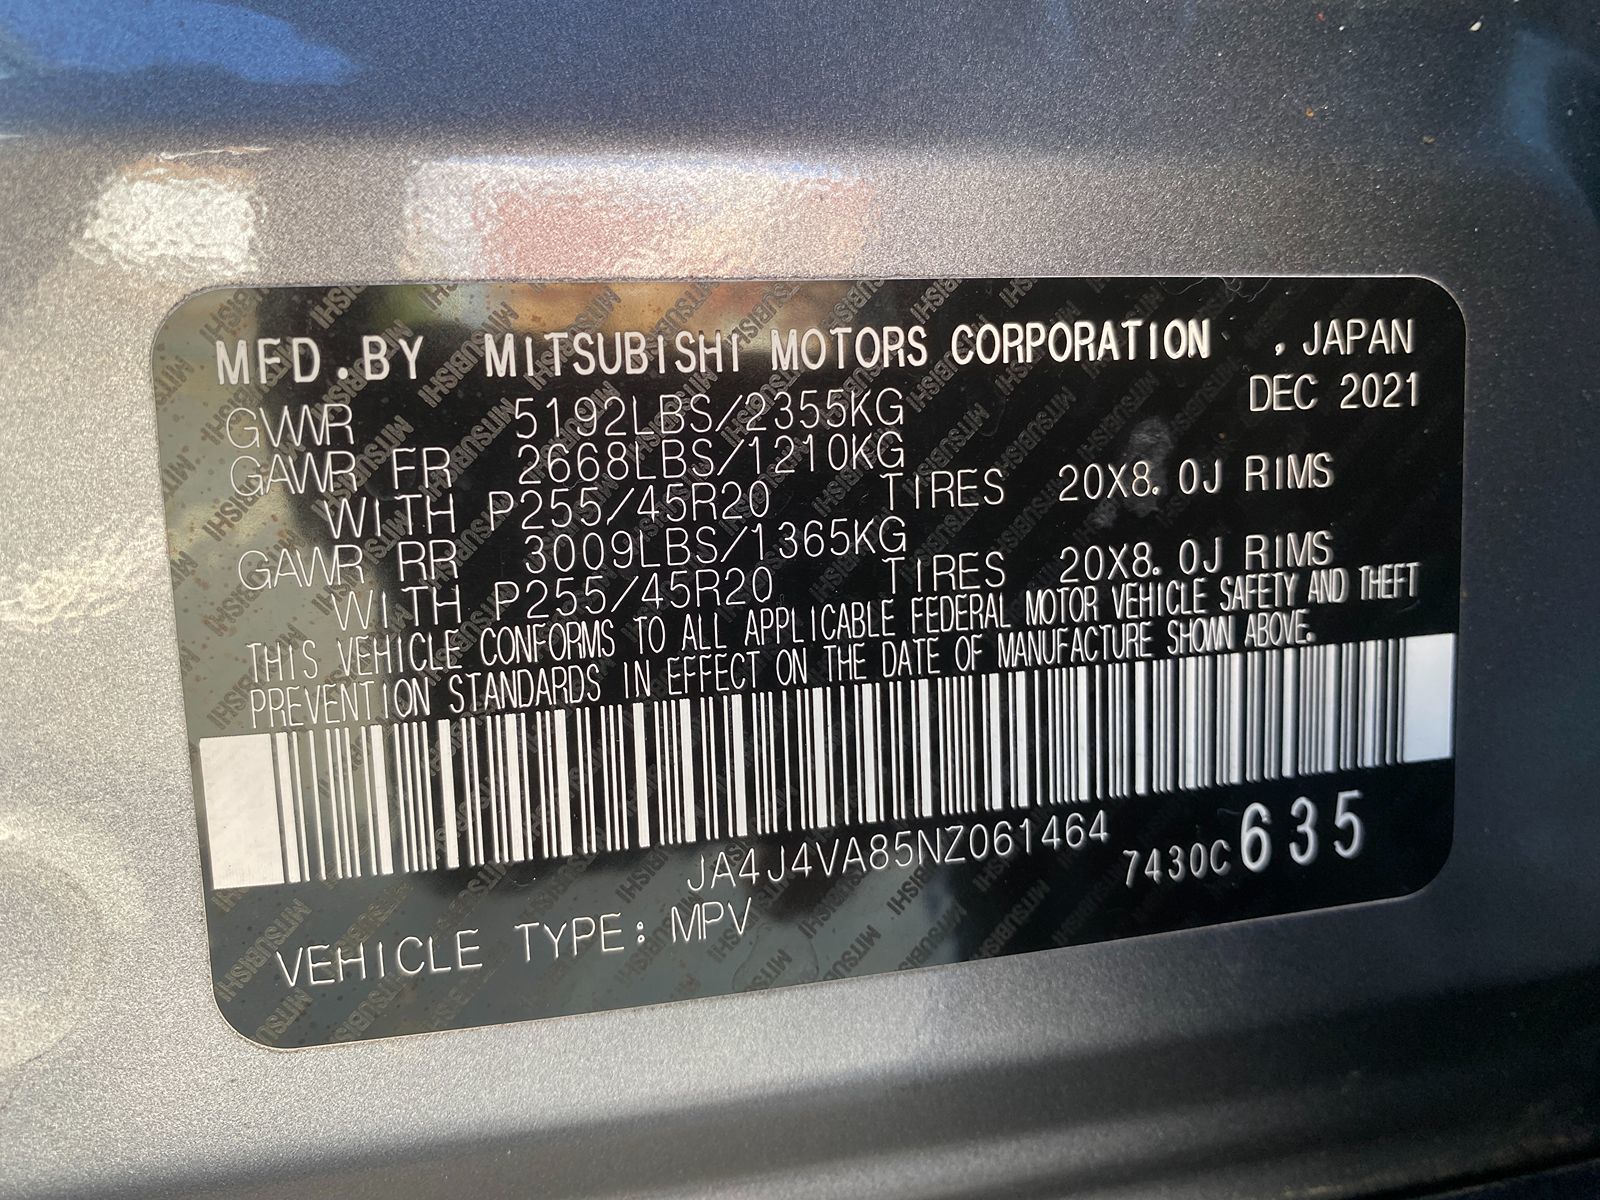 MFD.BY MITSUBISHI MOTORS CORPORATION , JAPAN
DEC 2021
GVWR 5192LBS/2355KG
GAWR FR 2668LBS/1210KG
WITH P255/45R20 TIRES 20X8.0J RIMS
GAWR RR 3009LBS/1365KG
WITH P255/45R20 TIRES 20X8.0J RIMS
THIS VEHICLE CONFORMS TO ALL APPLICABLE FEDERAL MOTOR VEHICLE SAFETY AND THEFT
PREVENTION STANDARDS IN EFFECT ON THE DATE OF MANUFACTURE SHOWN ABOVE.
JA4J4VA85NZ061464 7430C 635
VEHICLE TYPE: MPV